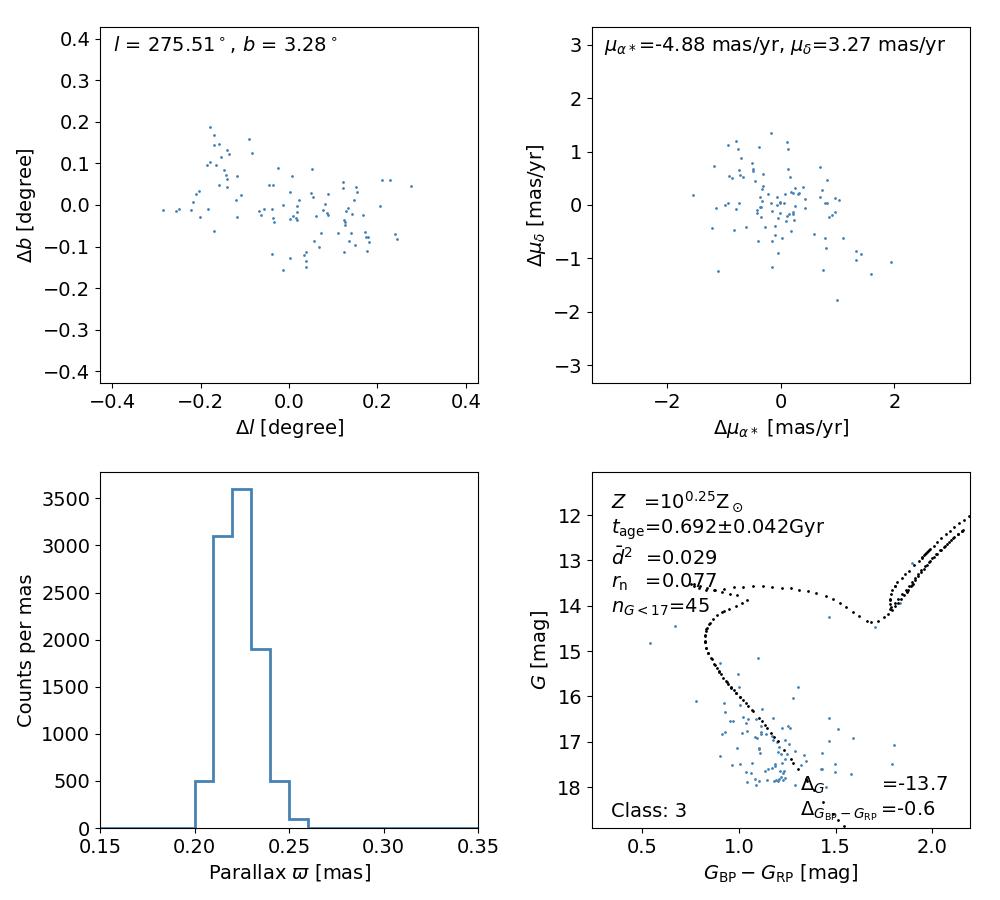 l = 275.51°, b = 3.28°
0.4
0.3
0.2
0.1
0.0
−0.1
−0.2
−0.3
−0.4
Δb [degree]
−0.4 −0.2 0.0 0.2 0.4
Δl [degree]
μα*=-4.88 mas/yr, μδ=3.27 mas/yr
3
2
1
0
−1
−2
−3
Δμδ [mas/yr]
−2 0 2
Δμα* [mas/yr]
3500
3000
2500
2000
1500
1000
500
0
Counts per mas
0.15 0.20 0.25 0.30 0.35
Parallax ϖ [mas]
Z =10^0.25Z⊙
t_age=0.692±0.042Gyr
d̄² =0.029
r_n =0.077
n_G<17=45
12
13
14
15
16
17
18
G [mag]
Δ_G =-13.7
Δ_G_BP−G_RP =-0.6
Class: 3
0.5 1.0 1.5 2.0
G_BP − G_RP [mag]